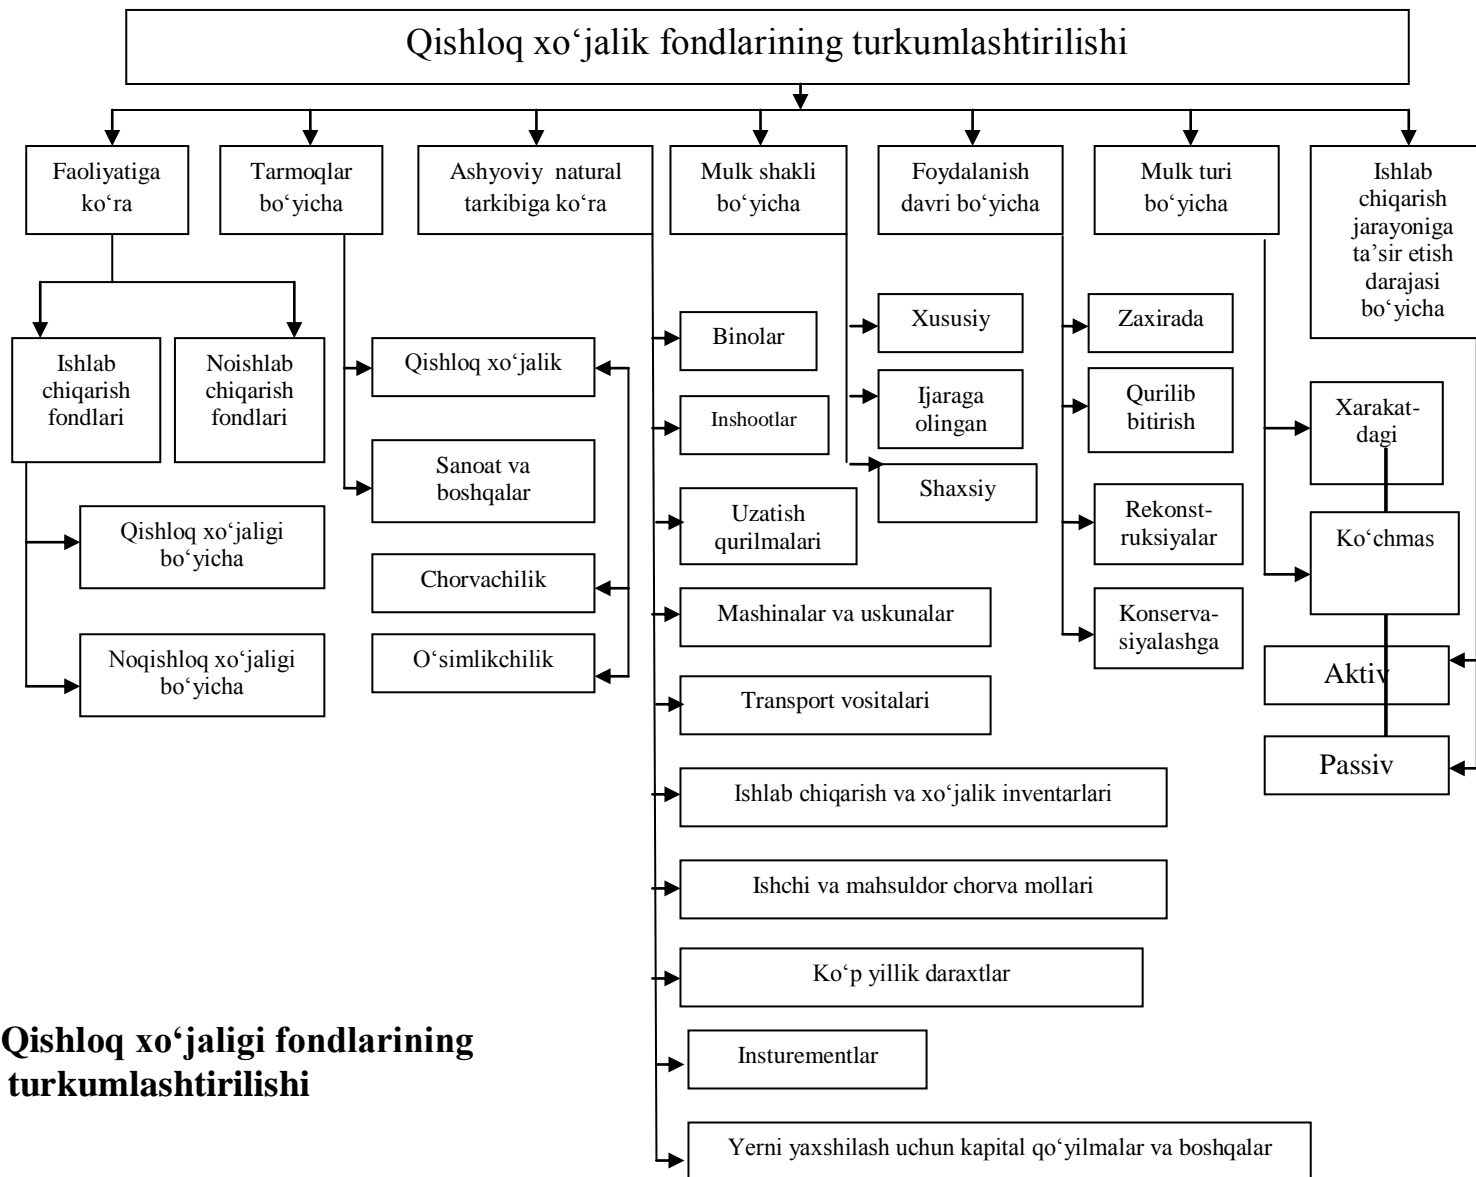 Qishloq xo‘jalik fondlarining turkumlashtirilishi
Faoliyatiga
ko‘ra
Tarmoqlar
bo‘yicha
Ashyoviy natural
tarkibiga ko‘ra
Mulk shakli
bo‘yicha
Foydalanish
davri bo‘yicha
Mulk turi
bo‘yicha
Ishlab
chiqarish
jarayoniga
ta’sir etish
darajasi
bo‘yicha
Ishlab
chiqarish
fondlari
Noishlab
chiqarish
fondlari
Qishloq xo‘jaligi
bo‘yicha
Noqishloq xo‘jaligi
bo‘yicha
Qishloq xo‘jalik
Sanoat va
boshqalar
Chorvachilik
O‘simlikchilik
Binolar
Inshootlar
Uzatish
qurilmalari
Mashinalar va uskunalar
Transport vositalari
Ishlab chiqarish va xo‘jalik inventarlari
Ishchi va mahsuldor chorva mollari
Ko‘p yillik daraxtlar
Insturementlar
Yerni yaxshilash uchun kapital qo‘yilmalar va boshqalar
Xususiy
Ijaraga
olingan
Shaxsiy
Zaxirada
Qurilib
bitirish
Rekonst-
ruksiyalar
Konserva-
siyalashga
Xarakat-
dagi
Ko‘chmas
Aktiv
Passiv
Qishloq xo‘jaligi fondlarining
turkumlashtirilishi